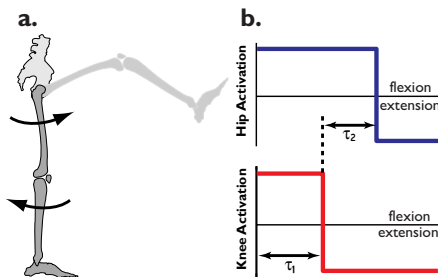 a.
b.
Hip Activation
flexion
extension
τ2
Knee Activation
flexion
extension
τ1